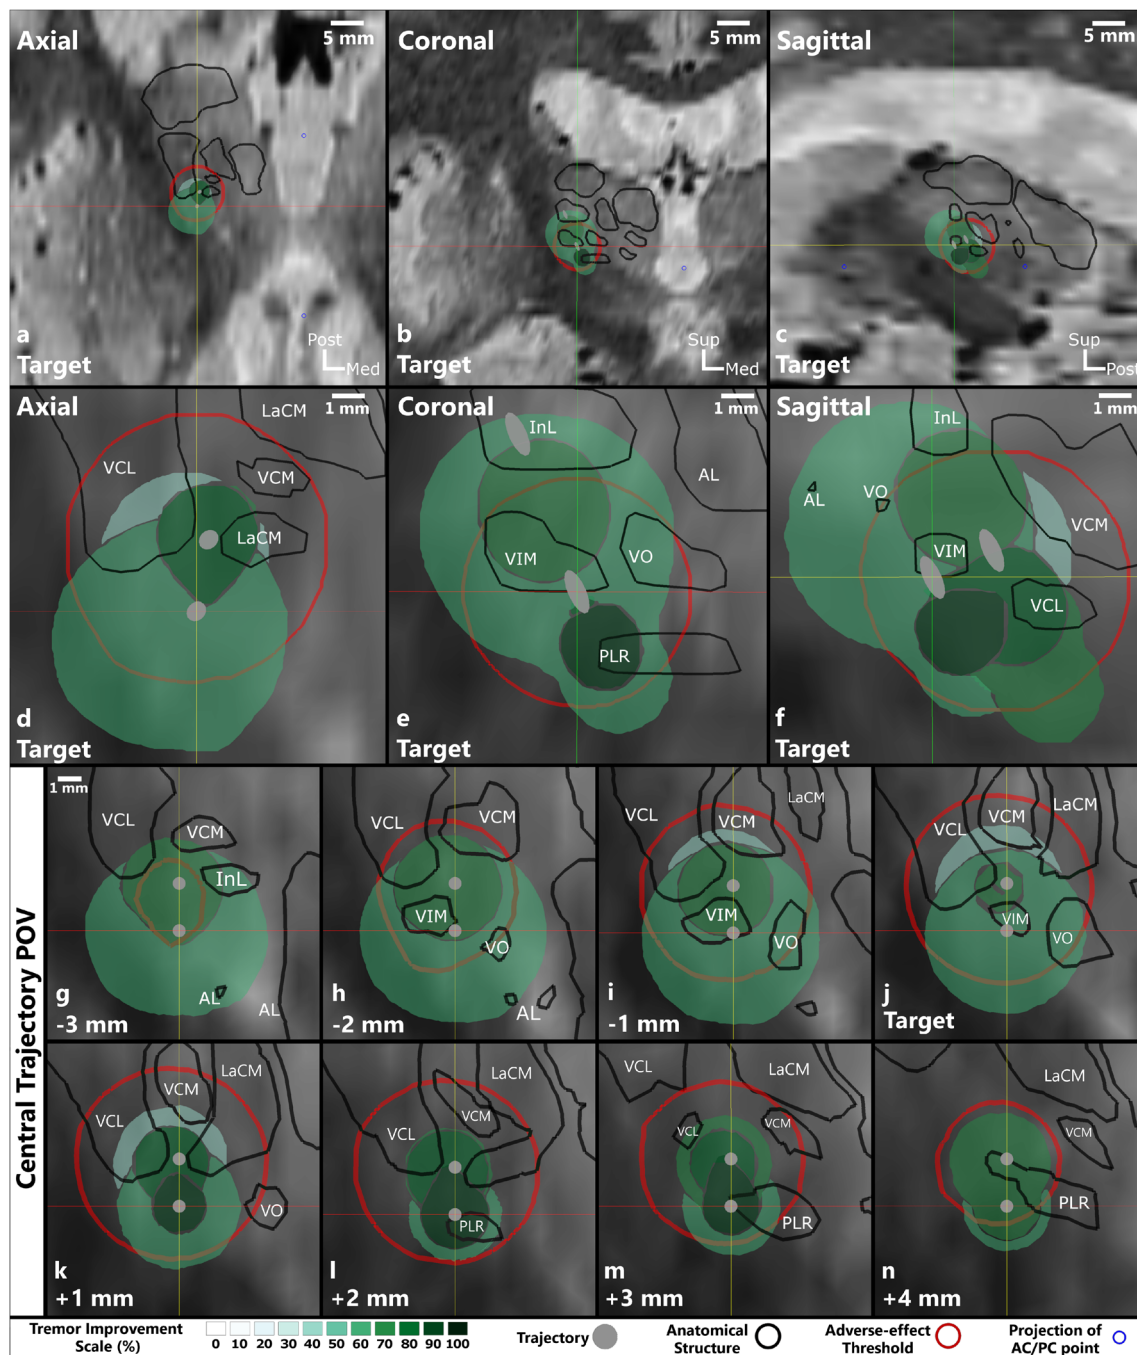 Axial
5 mm
Coronal
5 mm
Sagittal
5 mm
a
Target
Post
Med
b
Target
Sup
Med
c
Target
Sup
Post
Axial
1 mm
LaCM
VCL
VCM
LaCM
d
Target
Coronal
1 mm
InL
AL
VIM
VO
PLR
e
Target
Sagittal
1 mm
InL
AL
VO
VCM
VIM
VCL
f
Target
Central Trajectory POV
1 mm
VCL
VCM
InL
AL
AL
g
-3 mm
VCL
VCM
VIM
VO
AL
h
-2 mm
VCL
VCM
LaCM
VIM
VO
i
-1 mm
VCL
VCM
LaCM
VIM
VO
j
Target
LaCM
VCM
VCL
VO
k
+1 mm
LaCM
VCM
VCL
PLR
l
+2 mm
VCL
LaCM
VCL
VCM
PLR
m
+3 mm
LaCM
VCM
PLR
n
+4 mm
Tremor Improvement
Scale (%)
0 10 20 30 40 50 60 70 80 90 100
Trajectory
Anatomical
Structure
Adverse-effect
Threshold
Projection of
AC/PC point